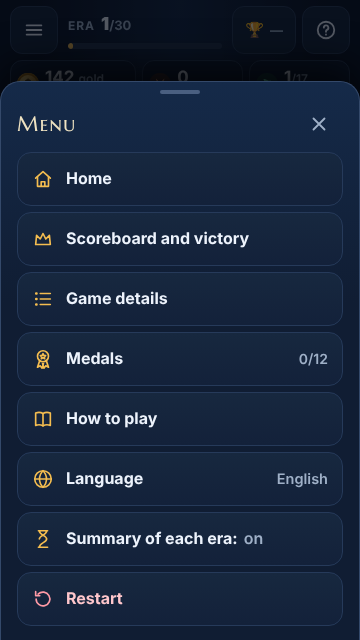 ERA 1/30
—
142 gold
0
1/17
Menu
Home
Scoreboard and victory
Game details
Medals 0/12
How to play
Language English
Summary of each era: on
Restart